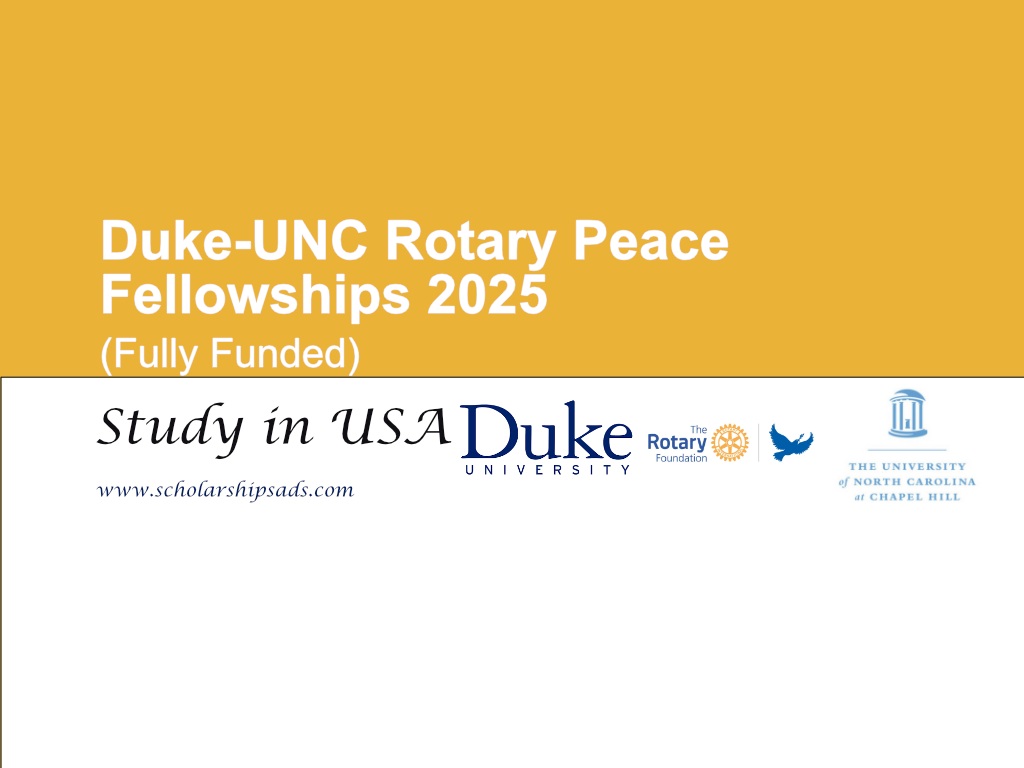 Duke-UNC Rotary Peace
Fellowships 2025
(Fully Funded)
Study in USA
www.scholarshipsads.com
Duke
UNIVERSITY
The
Rotary
Foundation
THE UNIVERSITY
of NORTH CAROLINA
at CHAPEL HILL